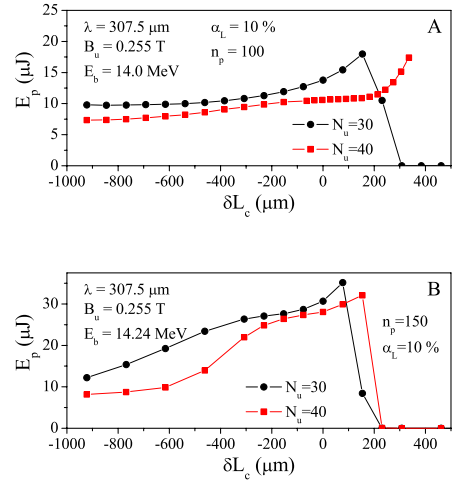 λ = 307.5 μm
B_u = 0.255 T
E_b = 14.0 MeV
α_L = 10 %
n_p = 100
A
N_u=30
N_u=40
E_p (μJ)
25
20
15
10
5
0
-1000 -800 -600 -400 -200 0 200 400
δL_c (μm)
λ = 307.5 μm
B_u = 0.255 T
E_b = 14.24 MeV
B
n_p=150
α_L=10 %
N_u=30
N_u=40
E_p (μJ)
30
20
10
0
-1000 -800 -600 -400 -200 0 200 400
δL_c (μm)